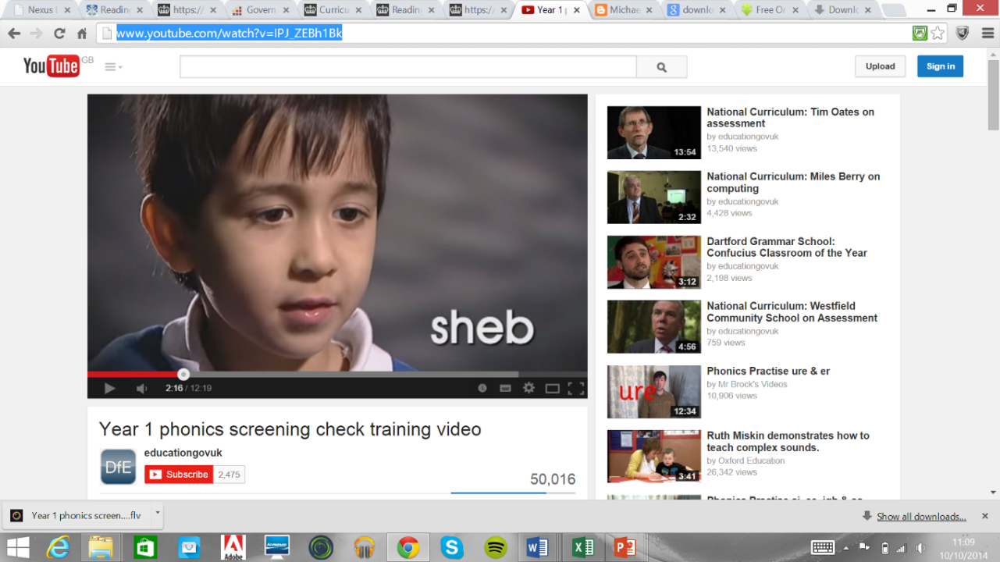 Nexus
Reading
https:/
Govern
Curricu
Reading
https:/
Year 1
Michae
downlo
Free On
Downlo
www.youtube.com/watch?v=IPJ_ZEBh1Bk
YouTube GB
Upload
Sign in
sheb
2:16 / 12:19
Year 1 phonics screening check training video
educationgovuk
DfE
Subscribe 2,475
50,016
National Curriculum: Tim Oates on
assessment
by educationgovuk
13,540 views
13:54
National Curriculum: Miles Berry on
computing
by educationgovuk
4,428 views
2:32
Dartford Grammar School:
Confucius Classroom of the Year
by educationgovuk
2,198 views
3:12
National Curriculum: Westfield
Community School on Assessment
by educationgovuk
759 views
4:56
Phonics Practise ure & er
by Mr Brock's Videos
10,906 views
ure
12:34
Ruth Miskin demonstrates how to
teach complex sounds.
by Oxford Education
26,342 views
3:41
Year 1 phonics screen....flv
Show all downloads...
Adobe
lenovo
11:09
10/10/2014